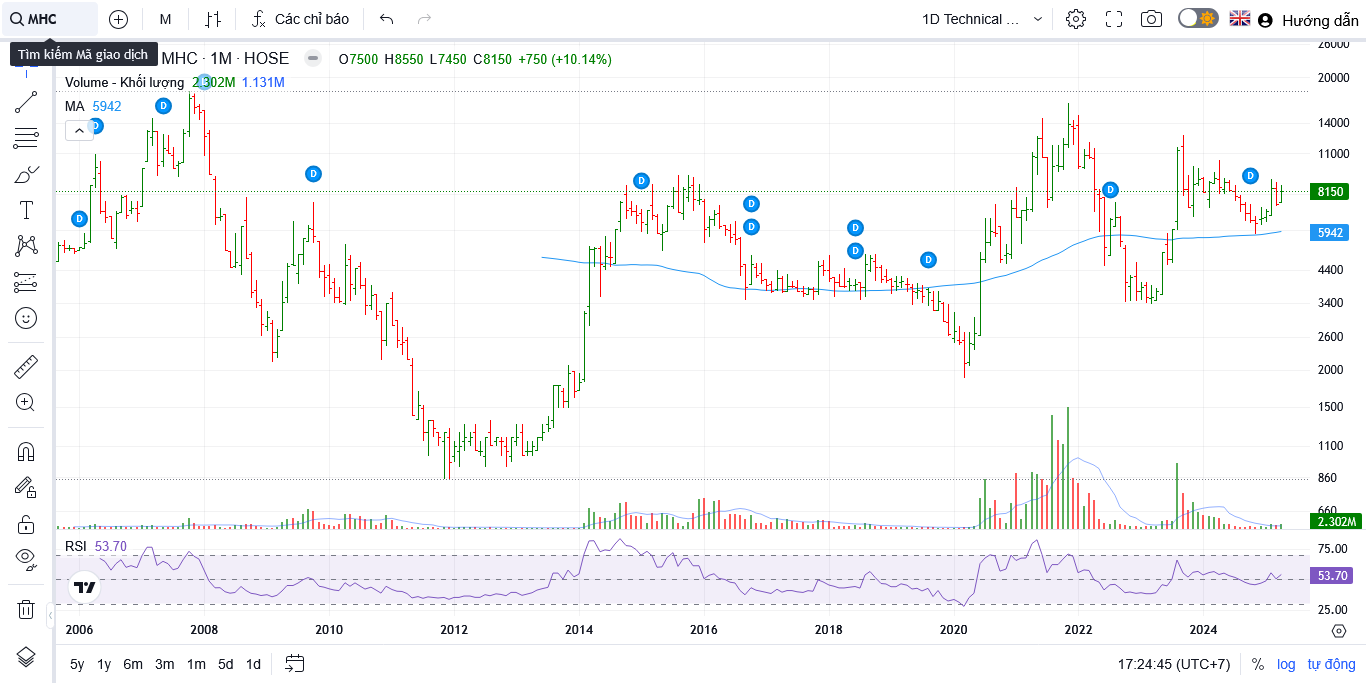 MHC
M
Các chỉ báo
1D Technical ...
Hướng dẫn
Tìm kiếm Mã giao dịch
MHC · 1M · HOSE
O7500 H8550 L7450 C8150 +750 (+10.14%)
Volume - Khối lượng 2.302M 1.131M
MA 5942
D
D
D
D
D
D
D
D
D
D
D
D
D
26000
20000
14000
11000
8150
5942
4400
3400
2600
2000
1500
1100
860
660
2.302M
RSI 53.70
75.00
53.70
25.00
2006 2008 2010 2012 2014 2016 2018 2020 2022 2024
5y 1y 6m 3m 1m 5d 1d
17:24:45 (UTC+7) % log tự động